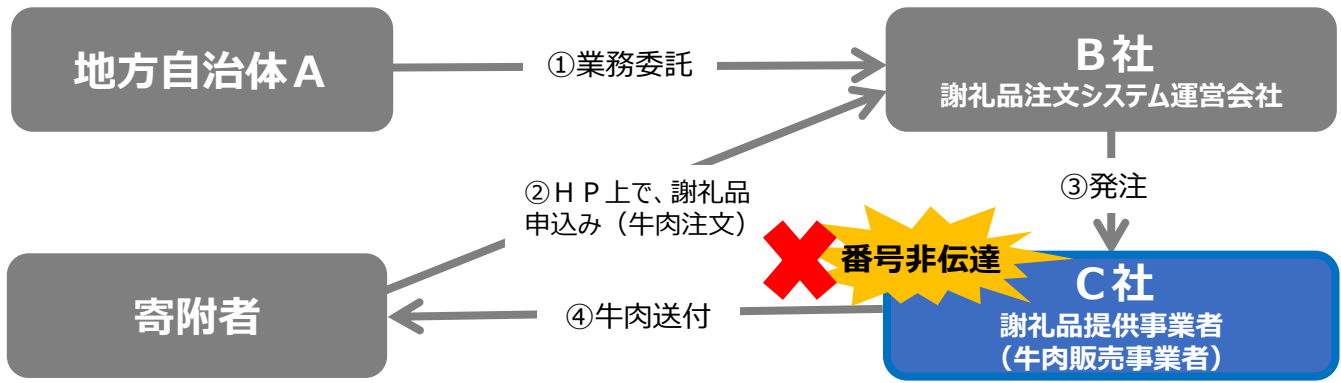 地方自治体A
①業務委託
B社
謝礼品注文システム運営会社
②HP上で、謝礼品
申込み（牛肉注文）
③発注
番号非伝達
寄附者
④牛肉送付
C社
謝礼品提供事業者
（牛肉販売事業者）